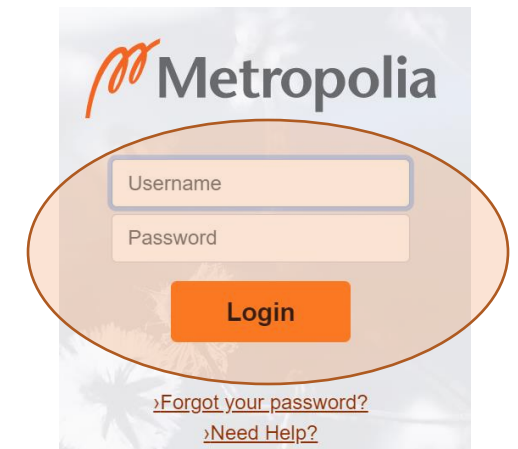 Metropolia
Username
Password
Login
›Forgot your password?
›Need Help?